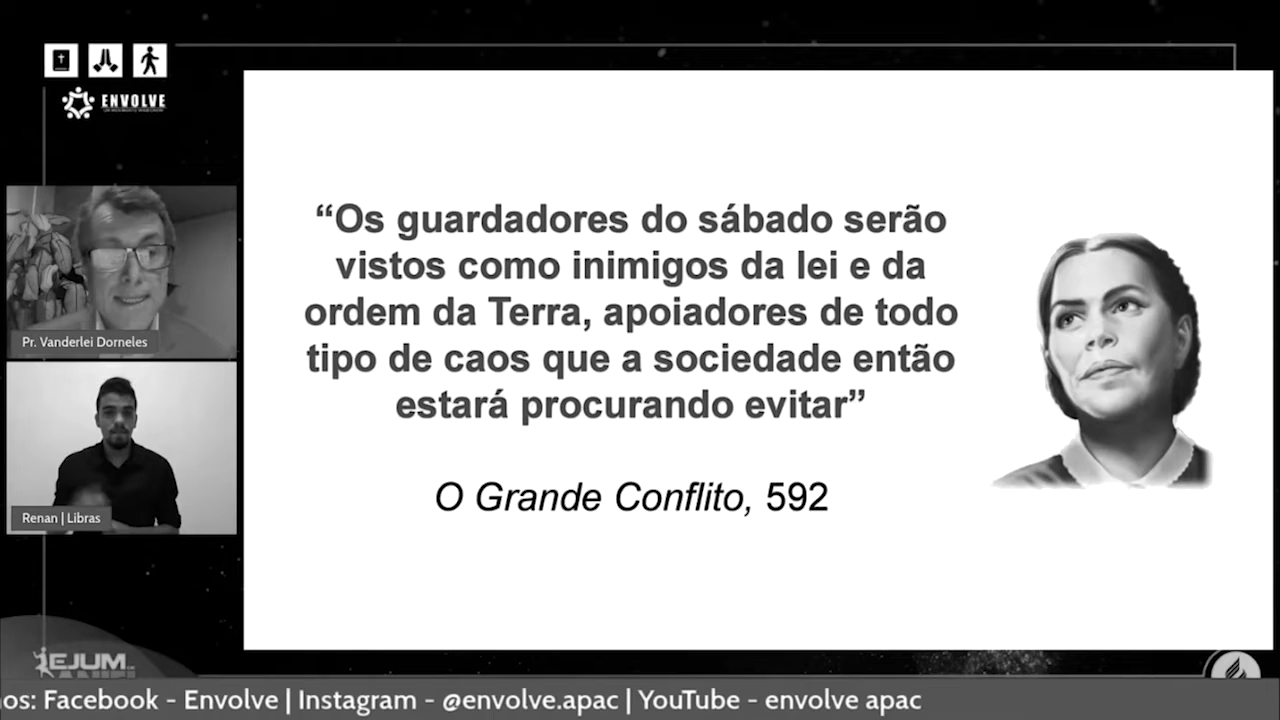 ENVOLVE
Pr. Vanderlei Dorneles
Renan | Libras
“Os guardadores do sábado serão
vistos como inimigos da lei e da
ordem da Terra, apoiadores de todo
tipo de caos que a sociedade então
estará procurando evitar”
O Grande Conflito, 592
EJUM
os: Facebook - Envolve | Instagram - @envolve.apac | YouTube - envolve apac